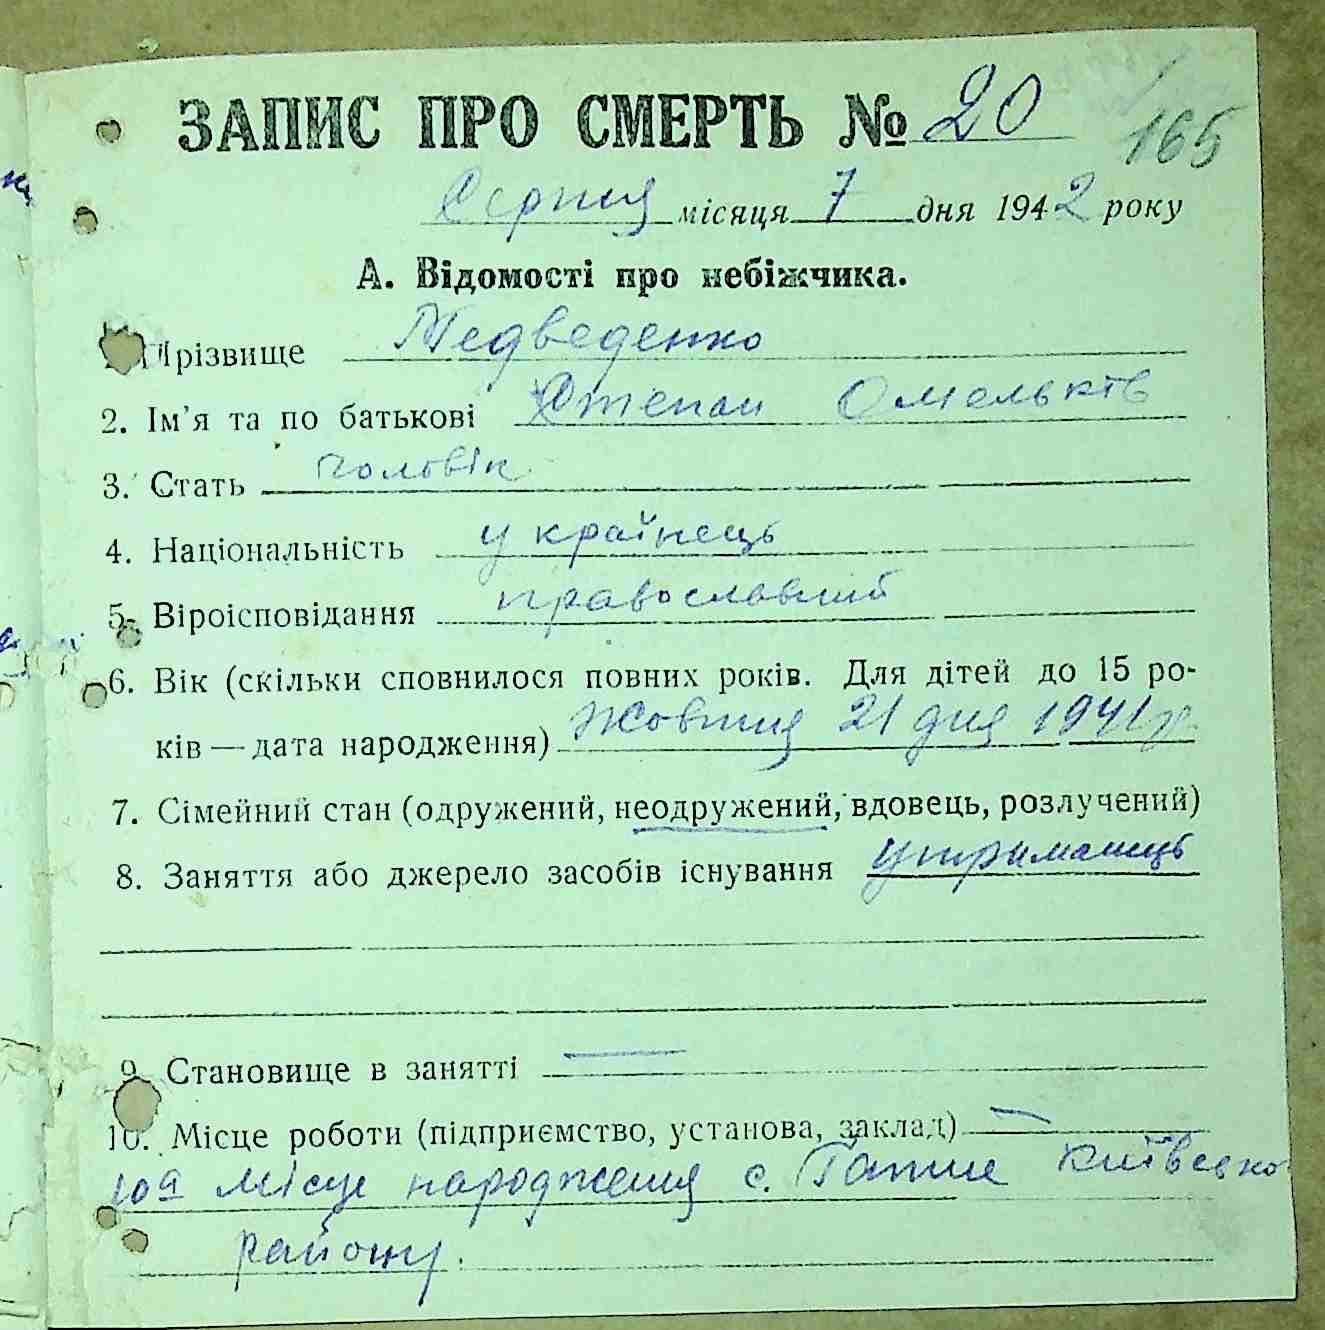 ЗАПИС ПРО СМЕРТЬ № 20
165
Серпня місяця 7 дня 1942 року
А. Відомості про небіжчика.
Прізвище Медведенко
2. Ім'я та по батькові Степан Омельків
3. Стать чоловік
4. Національність українець
5. Віроісповідання православний
6. Вік (скільки сповнилося повних років. Для дітей до 15 ро-
ків — дата народження) Жовтня 21 дня 1941 р.
7. Сімейний стан (одружений, неодружений, вдовець, розлучений)
8. Заняття або джерело засобів існування утриманець
9. Становище в занятті —
10. Місце роботи (підприємство, установа, заклад) —
10а Місце народження с. Гатне Київсько
району.